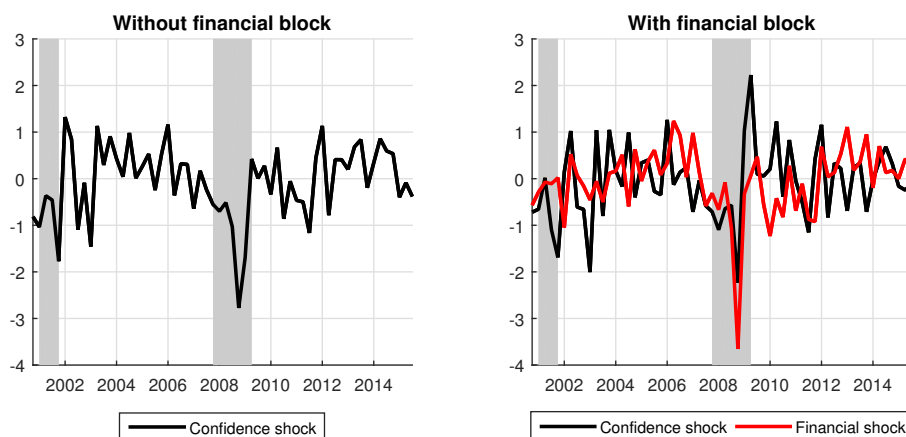 Without financial block
3
2
1
0
-1
-2
-3
-4
2002 2004 2006 2008 2010 2012 2014
Confidence shock
With financial block
3
2
1
0
-1
-2
-3
-4
2002 2004 2006 2008 2010 2012 2014
Confidence shock Financial shock